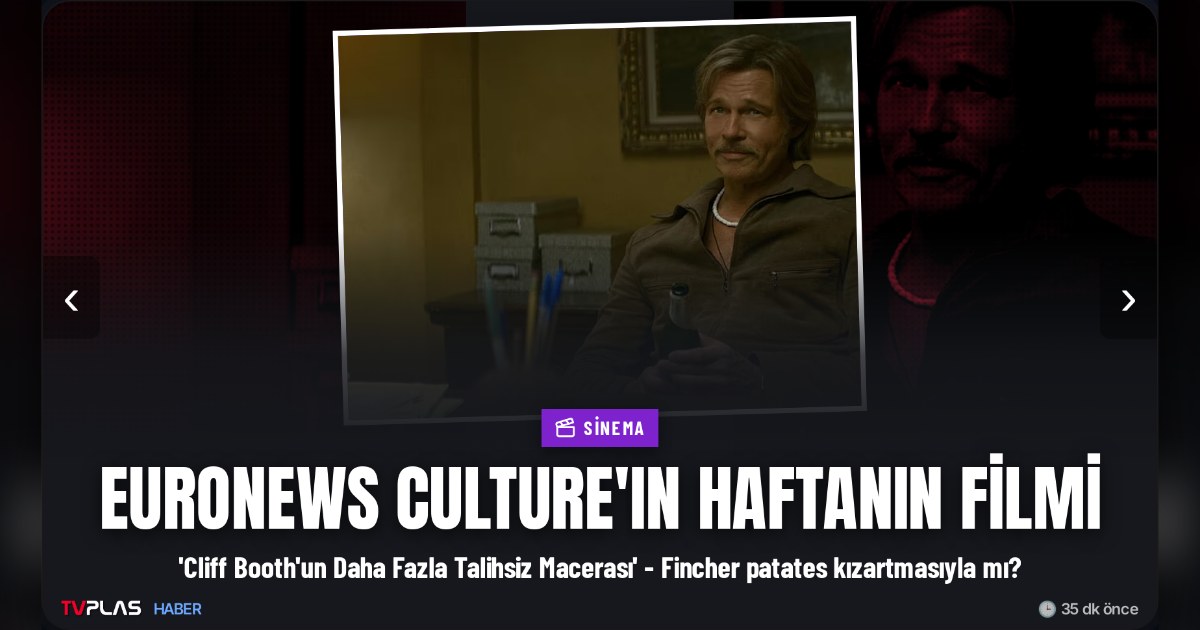 SİNEMA
EURONEWS CULTURE'IN HAFTANIN FİLMİ
'Cliff Booth'un Daha Fazla Talihsiz Macerası' - Fincher patates kızartmasıyla mı?
TVPLAS HABER
35 dk önce